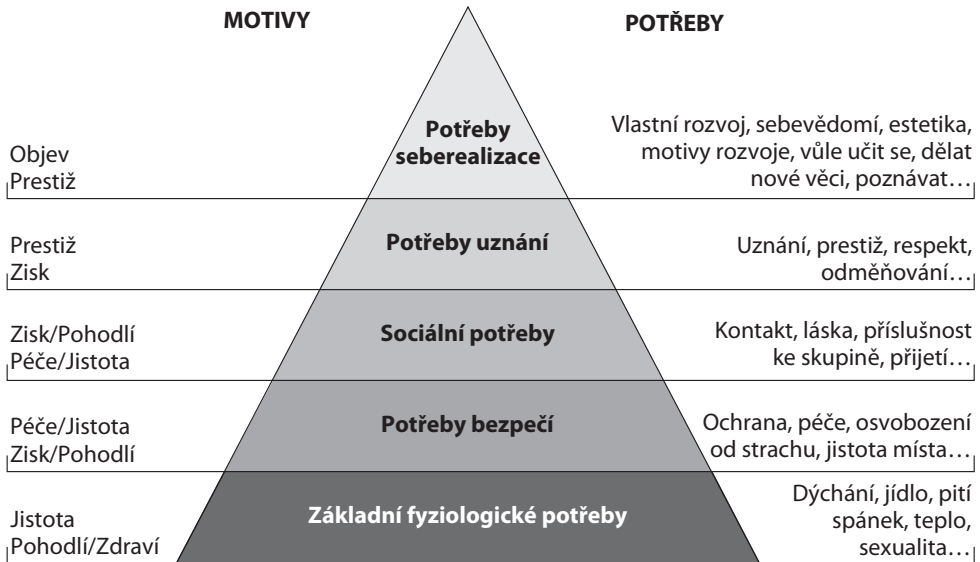 MOTIVY
POTŘEBY
Objev
Prestiž
Potřeby
seberealizace
Vlastní rozvoj, sebevědomí, estetika,
motivy rozvoje, vůle učit se, dělat
nové věci, poznávat…
Prestiž
Zisk
Potřeby uznání
Uznání, prestiž, respekt,
odměňování…
Zisk/Pohodlí
Péče/Jistota
Sociální potřeby
Kontakt, láska, příslušnost
ke skupině, přijetí…
Péče/Jistota
Zisk/Pohodlí
Potřeby bezpečí
Ochrana, péče, osvobození
od strachu, jistota místa…
Jistota
Pohodlí/Zdraví
Základní fyziologické potřeby
Dýchání, jídlo, pití
spánek, teplo,
sexualita…